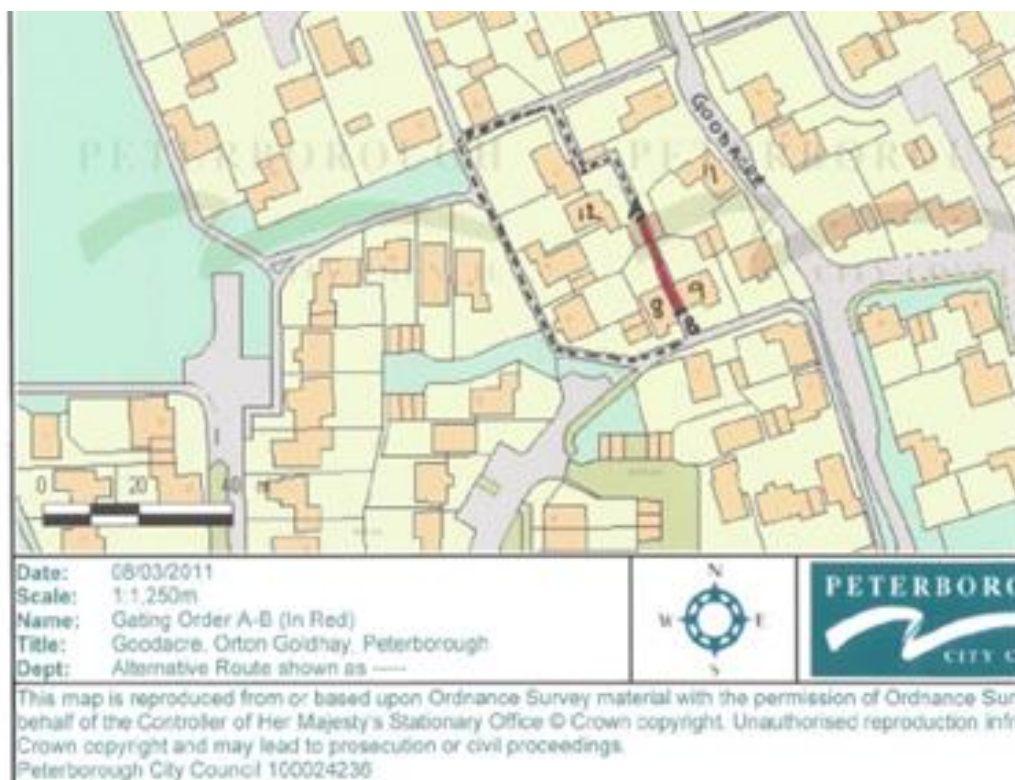 PETERBOROUGH
GOODACRE
12
A
8
9
B
0 20 40 m
Date: 08/03/2011
Scale: 1:1,250m
Name: Gating Order A-B (In Red)
Title: Goodacre, Orton Goldhay, Peterborough
Dept: Alternative Route shown as -----
N
W E
S
PETERBORO
CITY C
This map is reproduced from or based upon Ordnance Survey material with the permission of Ordnance Sur
behalf of the Controller of Her Majesty's Stationary Office © Crown copyright. Unauthorised reproduction infr
Crown copyright and may lead to prosecution or civil proceedings.
Peterborough City Council 100024236